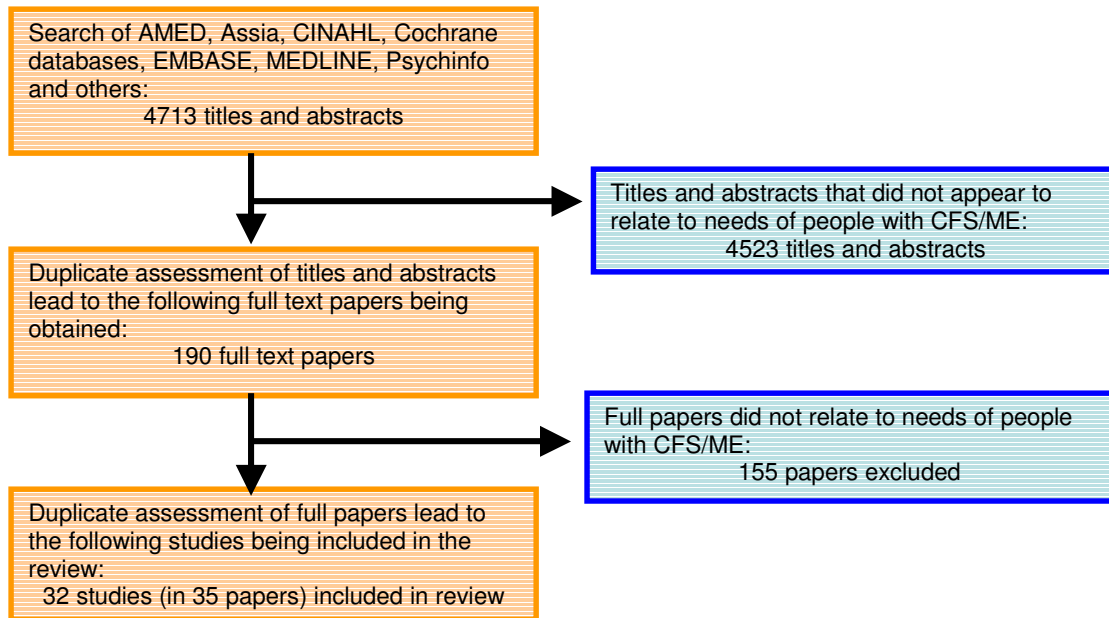 Search of AMED, Assia, CINAHL, Cochrane
databases, EMBASE, MEDLINE, Psychinfo
and others:
4713 titles and abstracts
Titles and abstracts that did not appear to
relate to needs of people with CFS/ME:
4523 titles and abstracts
Duplicate assessment of titles and abstracts
lead to the following full text papers being
obtained:
190 full text papers
Full papers did not relate to needs of people
with CFS/ME:
155 papers excluded
Duplicate assessment of full papers lead to
the following studies being included in the
review:
32 studies (in 35 papers) included in review